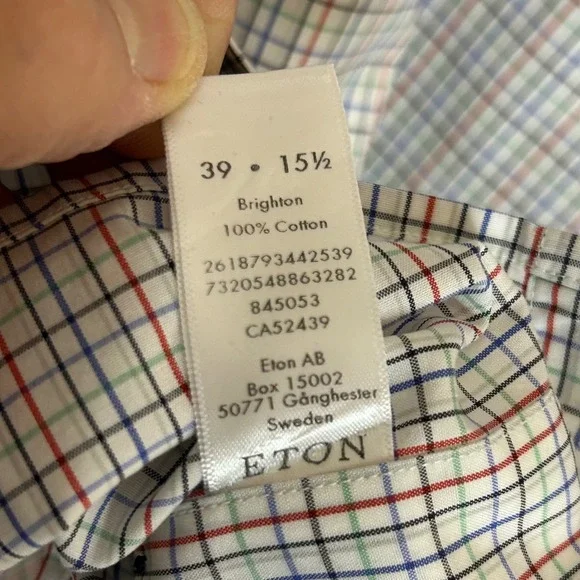 39 • 15½
Brighton
100% Cotton
2618793442539
7320548863282
845053
CA52439
Eton AB
Box 15002
50771 Gånghester
Sweden
ETON